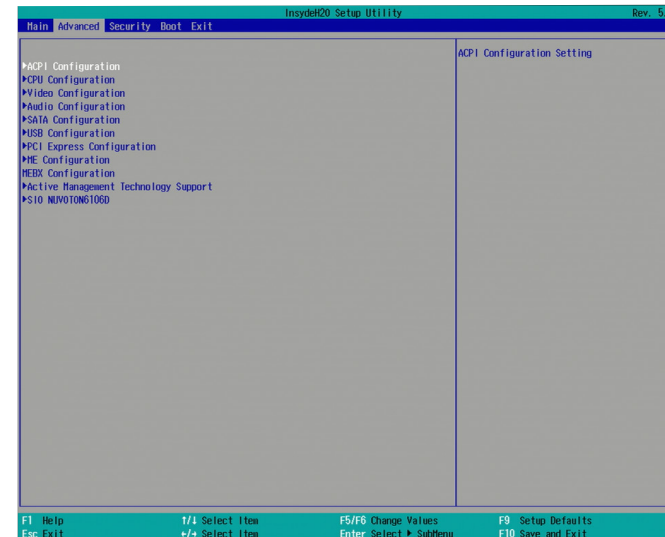 InsydeH20 Setup Utility Rev. 5.
Main Advanced Security Boot Exit
ACPI Configuration Setting
▶ACPI Configuration
▶CPU Configuration
▶Video Configuration
▶Audio Configuration
▶SATA Configuration
▶USB Configuration
▶PCI Express Configuration
▶ME Configuration
MEBX Configuration
▶Active Management Technology Support
▶SIO NUVOTON6106D
F1 Help ↑/↓ Select Item F5/F6 Change Values F9 Setup Defaults
Esc Exit ←/→ Select Item Enter Select ▶ SubMenu F10 Save and Exit